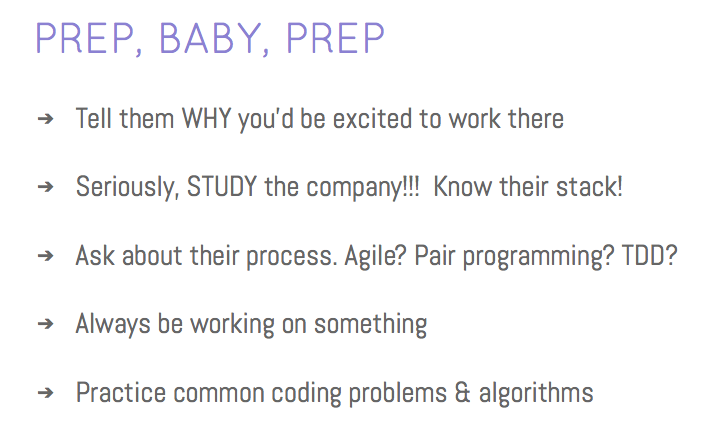 PREP, BABY, PREP
➔ Tell them WHY you'd be excited to work there
➔ Seriously, STUDY the company!!!  Know their stack!
➔ Ask about their process. Agile? Pair programming? TDD?
➔ Always be working on something
➔ Practice common coding problems & algorithms